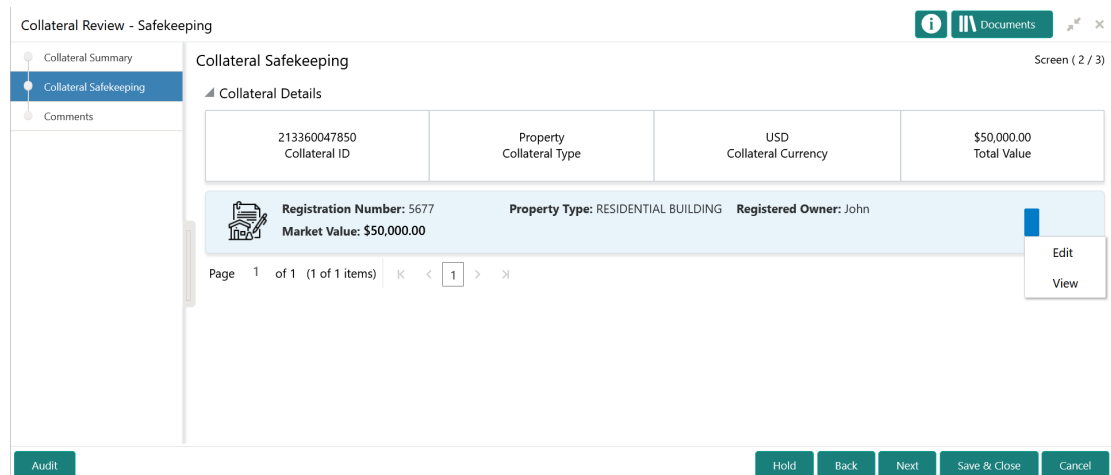 Collateral Review - Safekeeping
Documents
Collateral Summary
Collateral Safekeeping
Comments
Collateral Safekeeping
Screen ( 2 / 3)
Collateral Details
213360047850
Collateral ID
Property
Collateral Type
USD
Collateral Currency
$50,000.00
Total Value
Registration Number: 5677 Property Type: RESIDENTIAL BUILDING Registered Owner: John
Market Value: $50,000.00
Edit
View
Page 1 of 1 (1 of 1 items) 1
Audit Hold Back Next Save & Close Cancel